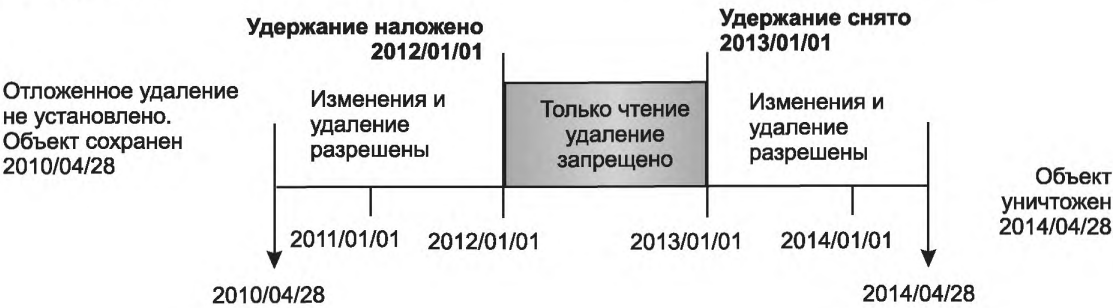 Удержание наложено
2012/01/01
Удержание снято
2013/01/01
Отложенное удаление
не установлено.
Объект сохранен
2010/04/28
Изменения и
удаление
разрешены
Только чтение
удаление
запрещено
Изменения и
удаление
разрешены
Объект
уничтожен
2014/04/28
2011/01/01
2012/01/01
2013/01/01
2014/01/01
2010/04/28
2014/04/28